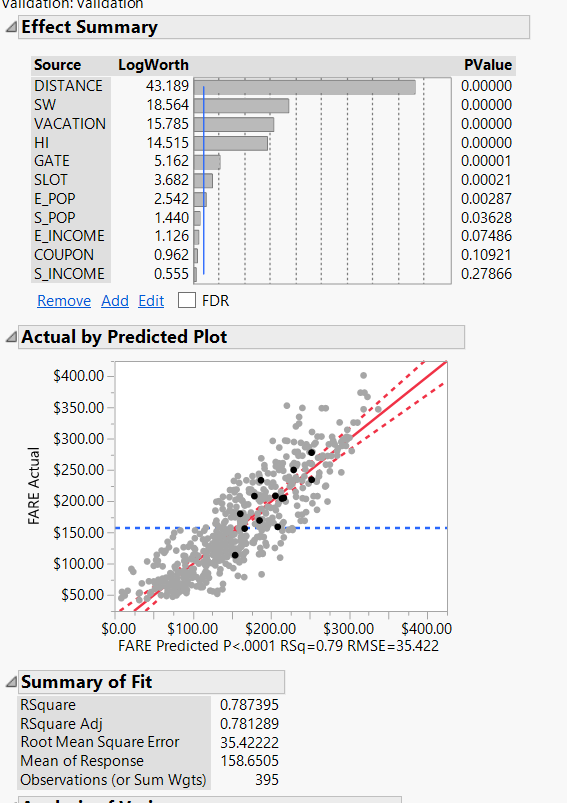 Validation: Validation
Effect Summary
Source LogWorth PValue
DISTANCE 43.189 0.00000
SW 18.564 0.00000
VACATION 15.785 0.00000
HI 14.515 0.00000
GATE 5.162 0.00001
SLOT 3.682 0.00021
E_POP 2.542 0.00287
S_POP 1.440 0.03628
E_INCOME 1.126 0.07486
COUPON 0.962 0.10921
S_INCOME 0.555 0.27866
Remove Add Edit FDR
Actual by Predicted Plot
FARE Actual
$400.00
$350.00
$300.00
$250.00
$200.00
$150.00
$100.00
$50.00
$0.00 $100.00 $200.00 $300.00 $400.00
FARE Predicted P<.0001 RSq=0.79 RMSE=35.422
Summary of Fit
RSquare 0.787395
RSquare Adj 0.781289
Root Mean Square Error 35.42222
Mean of Response 158.6505
Observations (or Sum Wgts) 395